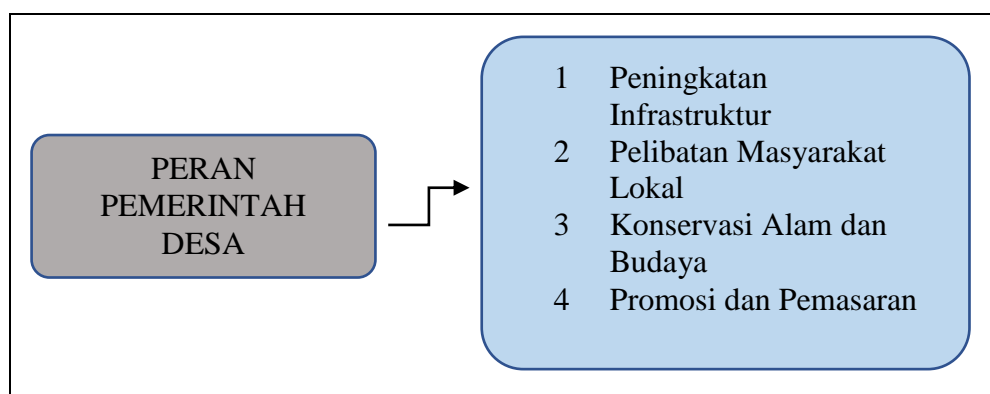 PERAN
PEMERINTAH
DESA
1 Peningkatan
Infrastruktur
2 Pelibatan Masyarakat
Lokal
3 Konservasi Alam dan
Budaya
4 Promosi dan Pemasaran